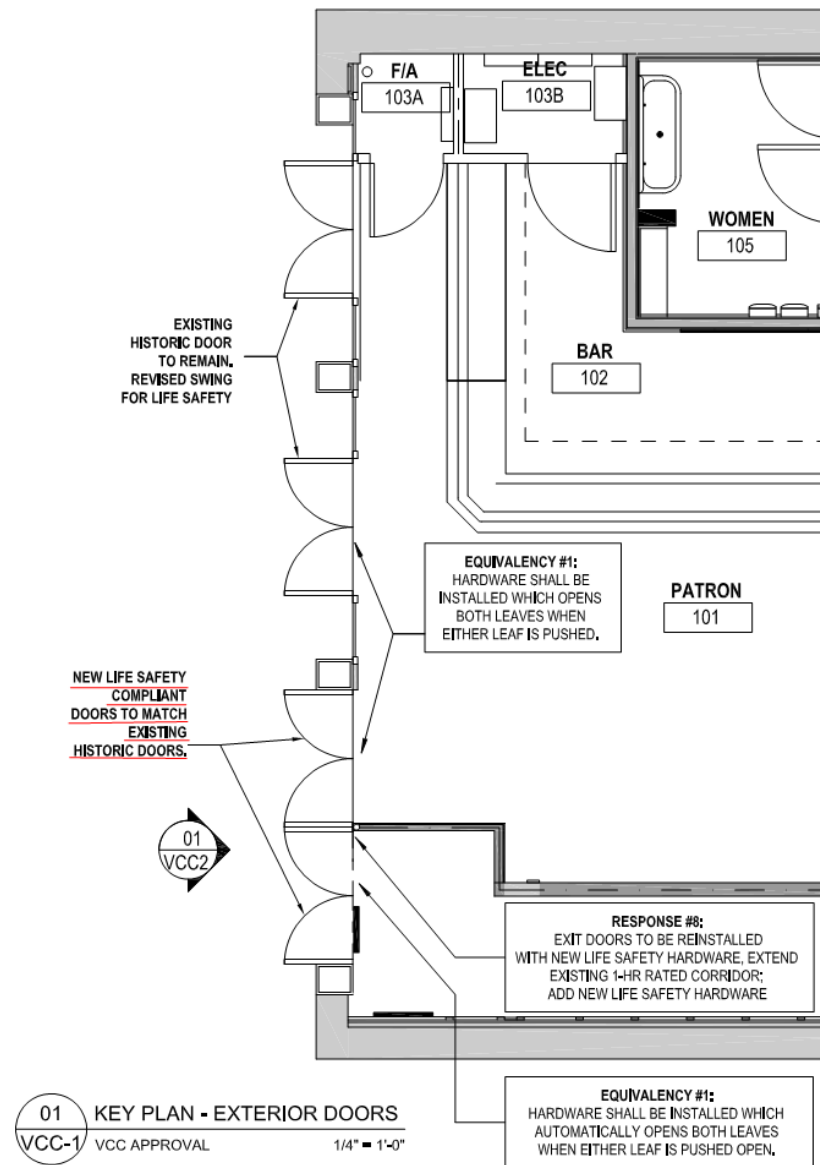 F/A
103A
ELEC
103B
WOMEN
105
EXISTING
HISTORIC DOOR
TO REMAIN.
REVISED SWING
FOR LIFE SAFETY
BAR
102
EQUIVALENCY #1:
HARDWARE SHALL BE
INSTALLED WHICH OPENS
BOTH LEAVES WHEN
EITHER LEAF IS PUSHED.
PATRON
101
NEW LIFE SAFETY
COMPLIANT
DOORS TO MATCH
EXISTING
HISTORIC DOORS.
01
VCC2
RESPONSE #8:
EXIT DOORS TO BE REINSTALLED
WITH NEW LIFE SAFETY HARDWARE, EXTEND
EXISTING 1-HR RATED CORRIDOR;
ADD NEW LIFE SAFETY HARDWARE
EQUIVALENCY #1:
HARDWARE SHALL BE INSTALLED WHICH
AUTOMATICALLY OPENS BOTH LEAVES
WHEN EITHER LEAF IS PUSHED OPEN.
01
VCC-1
KEY PLAN - EXTERIOR DOORS
VCC APPROVAL 1/4" = 1'-0"